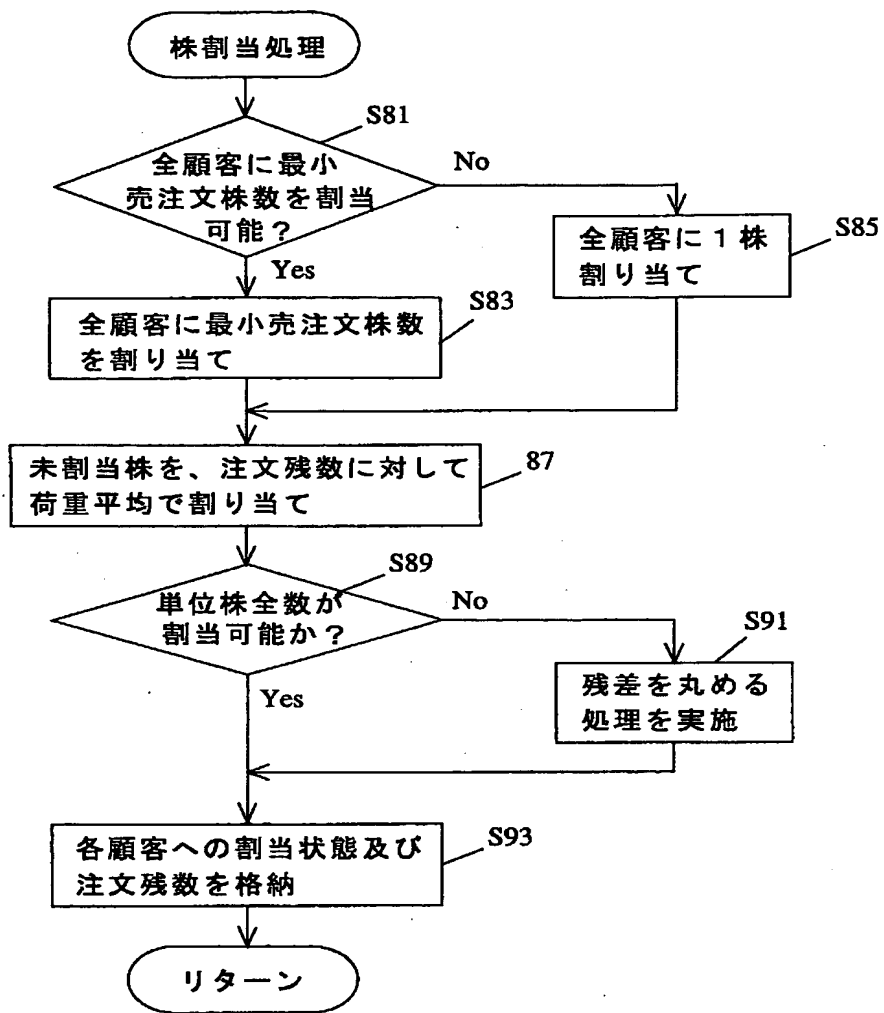 株割当処理
S81
全顧客に最小
売注文株数を割当
可能？
No
Yes
S85
全顧客に１株
割り当て
S83
全顧客に最小売注文株数
を割り当て
87
未割当株を、注文残数に対して
荷重平均で割り当て
S89
単位株全数が
割当可能か？
No
Yes
S91
残差を丸める
処理を実施
S93
各顧客への割当状態及び
注文残数を格納
リターン